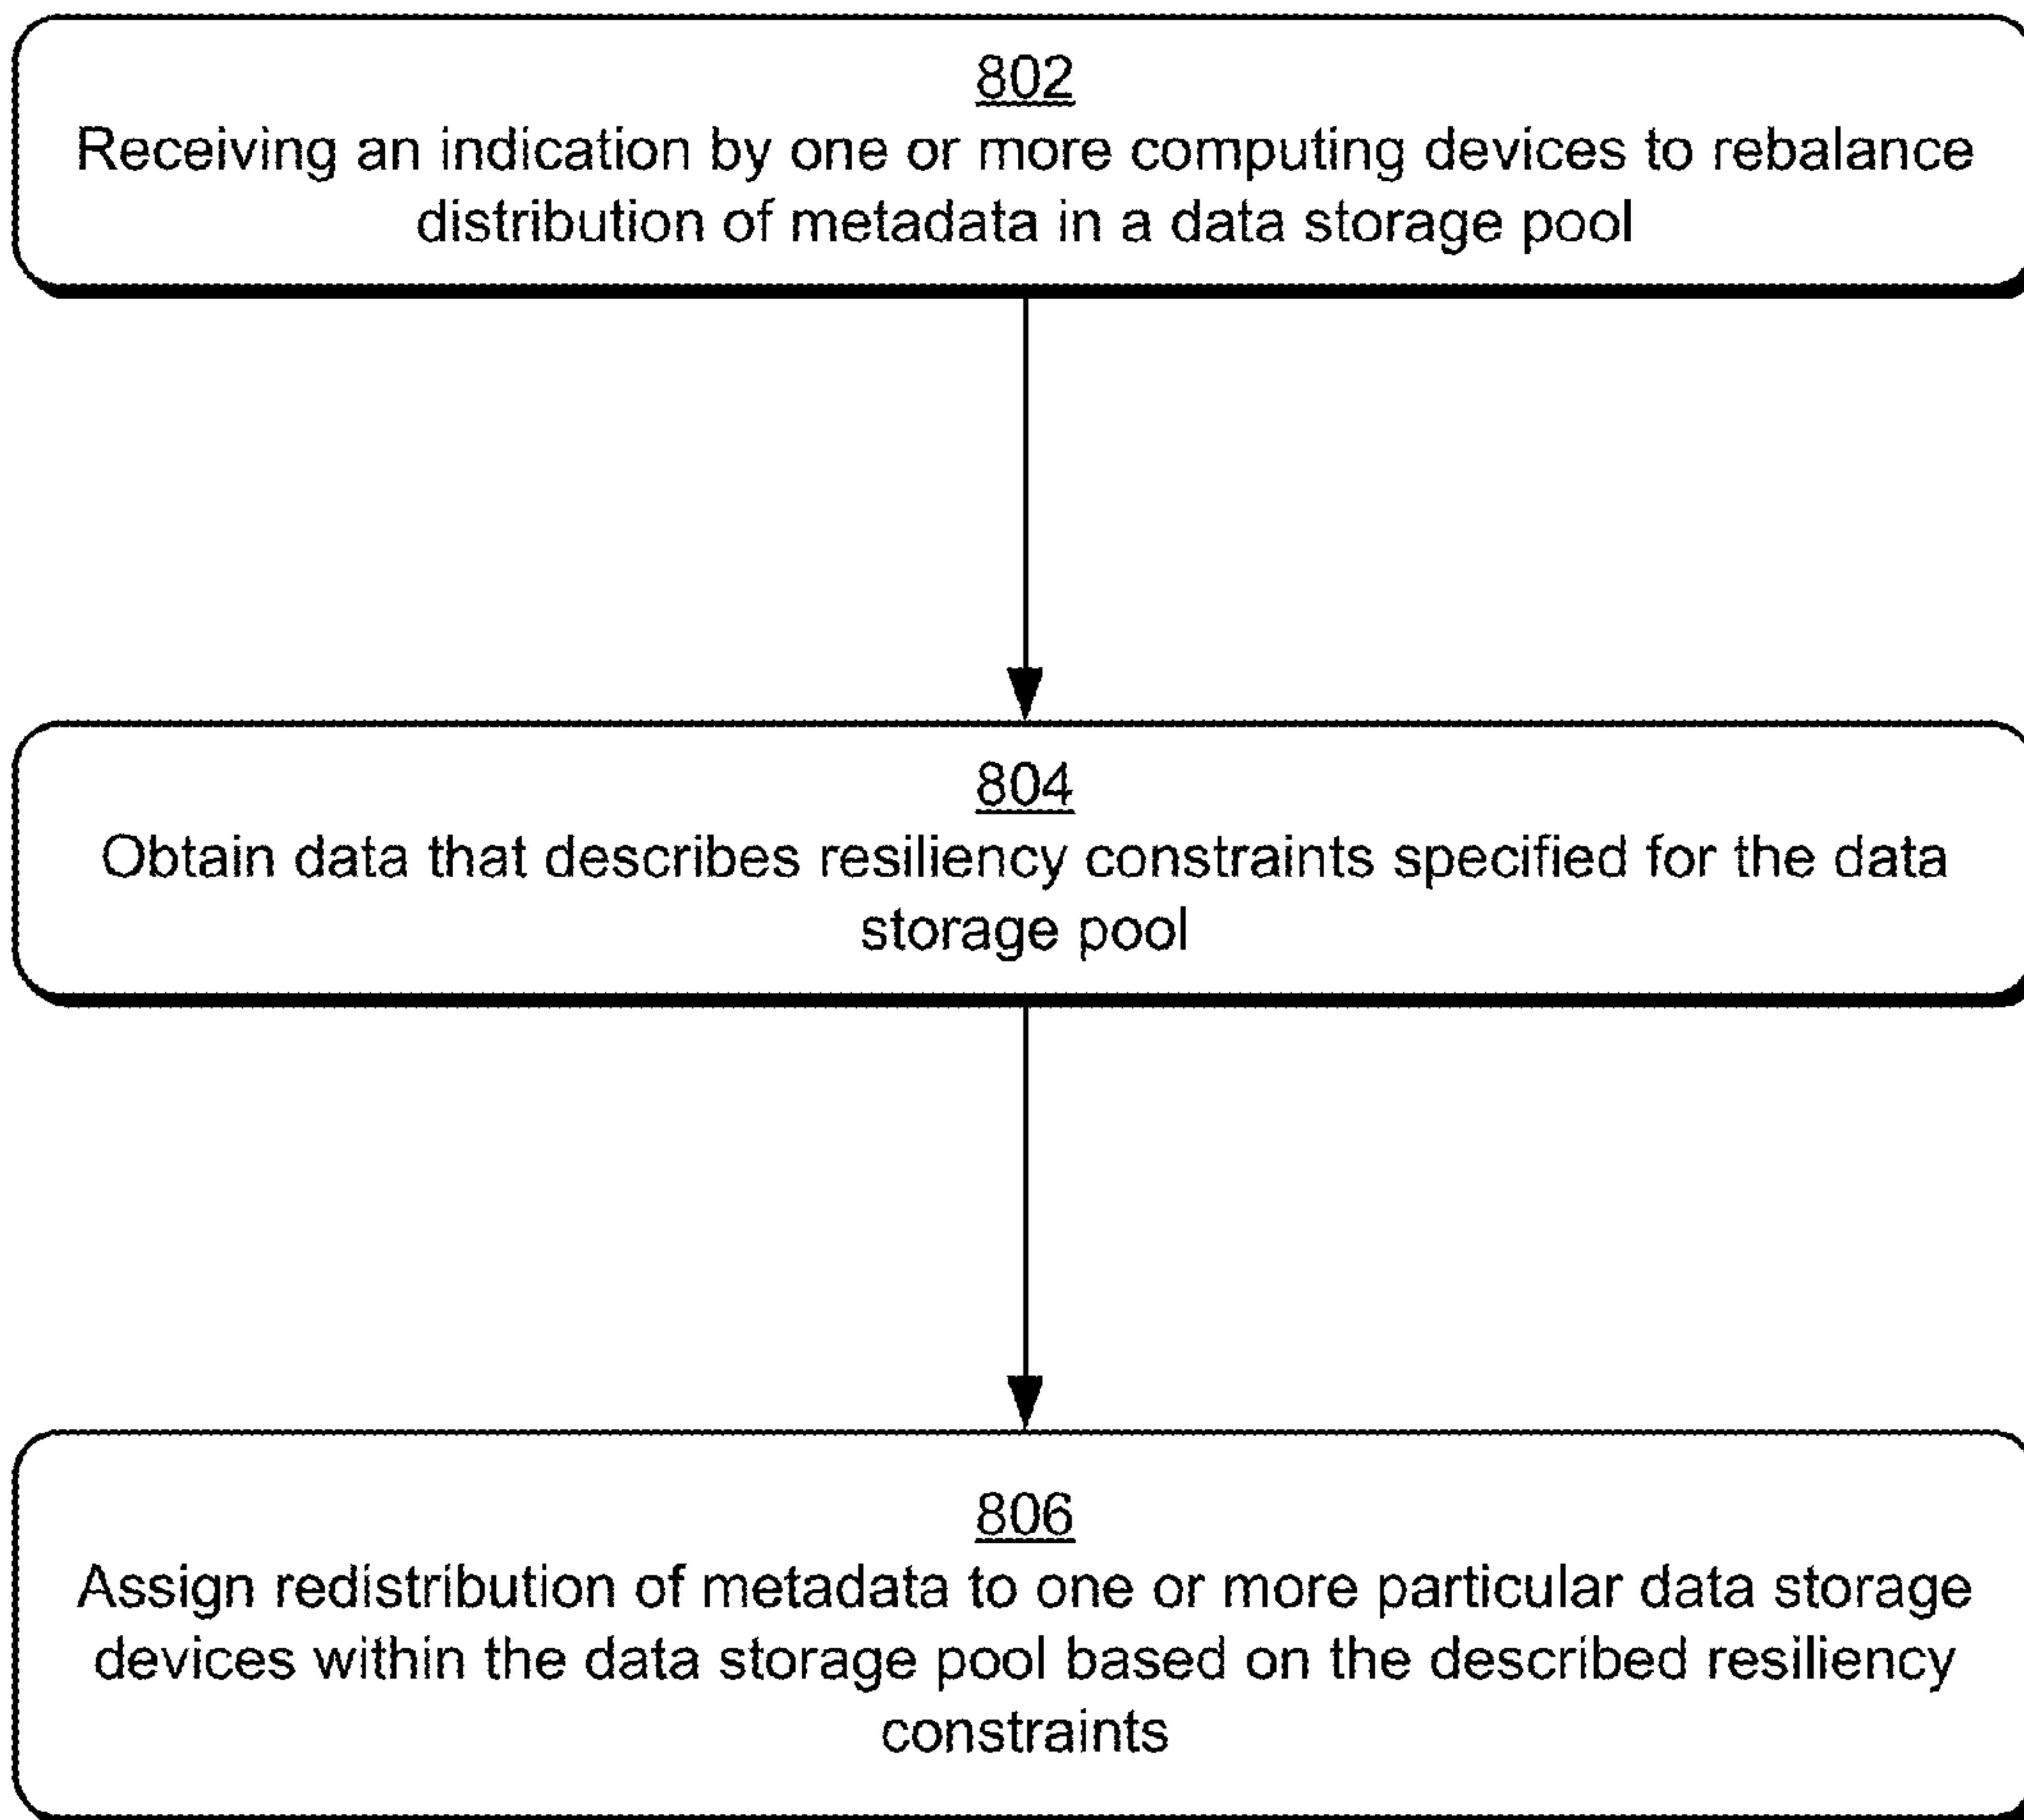 802
Receiving an indication by one or more computing devices to rebalance
distribution of metadata in a data storage pool
804
Obtain data that describes resiliency constraints specified for the data
storage pool
806
Assign redistribution of metadata to one or more particular data storage
devices within the data storage pool based on the described resiliency
constraints